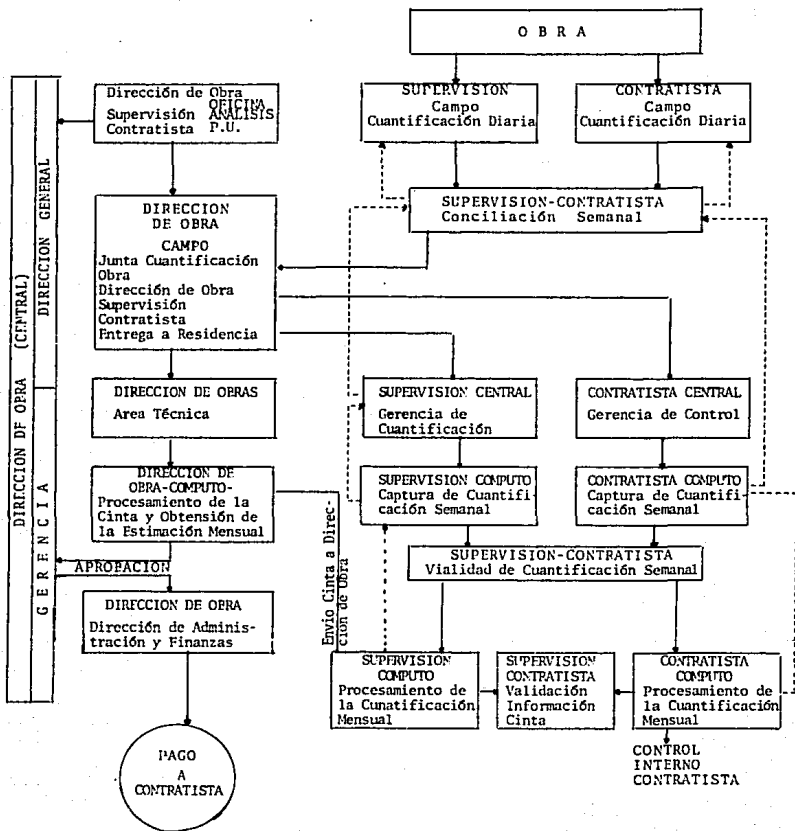 O B R A
DIRECCION DE OBRA (CENTRAL)
DIRECCION GENERAL
G E R E N C I A
Dirección de Obra
Supervisión
Contratista
OFICINA
ANALISIS
P.U.
SUPERVISION
Campo
Cuantificación Diaria
CONTRATISTA
Campo
Cuantificación Diaria
SUPERVISION-CONTRATISTA
Conciliación Semanal
DIRECCION
DE OBRA
CAMPO
Junta Cuantificación
Obra
Dirección de Obra
Supervisión
Contratista
Entrega a Residencia
DIRECCION DE OBRAS
Area Técnica
SUPERVISION CENTRAL
Gerencia de
Cuantificación
CONTRATISTA CENTRAL
Gerencia de Control
DIRECCION DE
OBRA-COMPUTO-
Procesamiento de la
Cinta y Obtensión de
la Estimación Mensual
SUPERVISION COMPUTO
Captura de Cuantifi-
cación Semanal
CONTRATISTA COMPUTO
Captura de Cuantifi-
cación Semanal
SUPERVISION-CONTRATISTA
Vialidad de Cuantificación Semanal
APROBACION
DIRECCION DE OBRA
Dirección de Adminis-
tración y Finanzas
Envio Cinta a Direc-
ción de Obra
SUPERVISION
COMPUTO
Procesamiento de
la Cunatificación
Mensual
SUPERVISION
CONTRATISTA
Validación
Información
Cinta
CONTRATISTA
COMPUTO
Procesamiento de
la Cuantificación
Mensual
CONTROL
INTERNO
CONTRATISTA
PAGO
A
CONTRATISTA